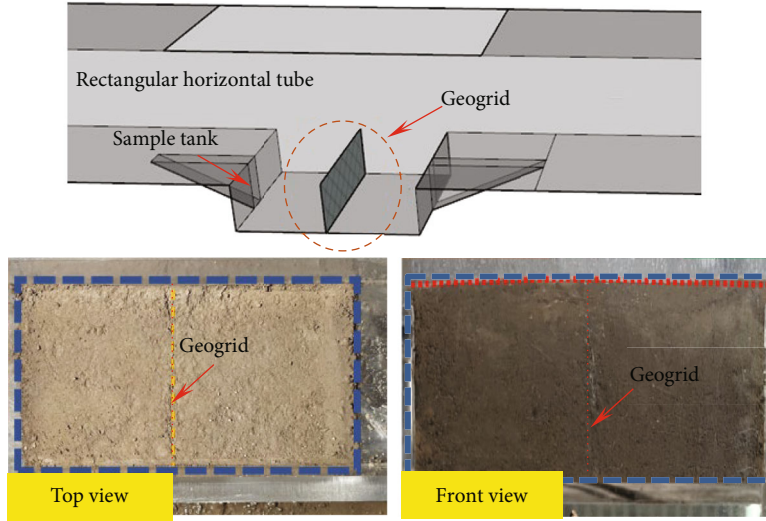 Rectangular horizontal tube
Geogrid
Sample tank
Geogrid
Geogrid
Top view
Front view